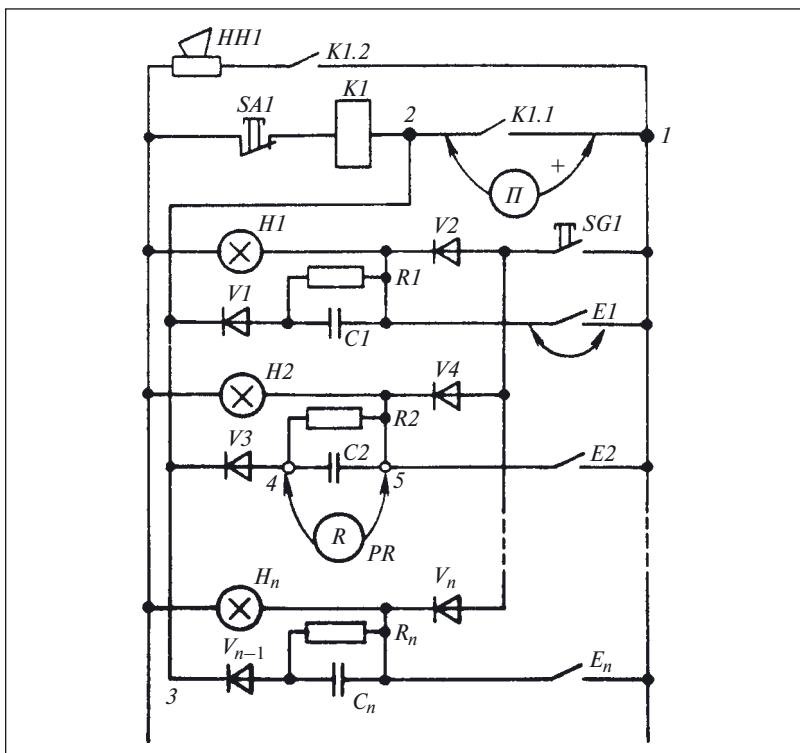 HH1
K1.2
SA1
K1
2
K1.1
1
П
+
H1
V2
SG1
R1
V1
C1
E1
H2
V4
R2
V3
C2
E2
4
5
R
PR
Hn
Vn
Rn
Vn–1
En
3
Cn